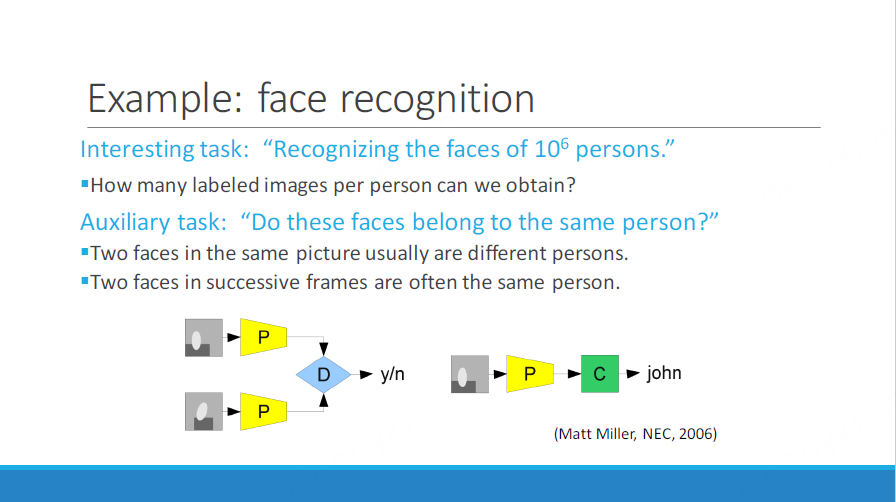 Example: face recognition
Interesting task: “Recognizing the faces of 10⁶ persons.”
▪How many labeled images per person can we obtain?
Auxiliary task: “Do these faces belong to the same person?”
▪Two faces in the same picture usually are different persons.
▪Two faces in successive frames are often the same person.
P
D
y/n
P
P
C
john
(Matt Miller, NEC, 2006)